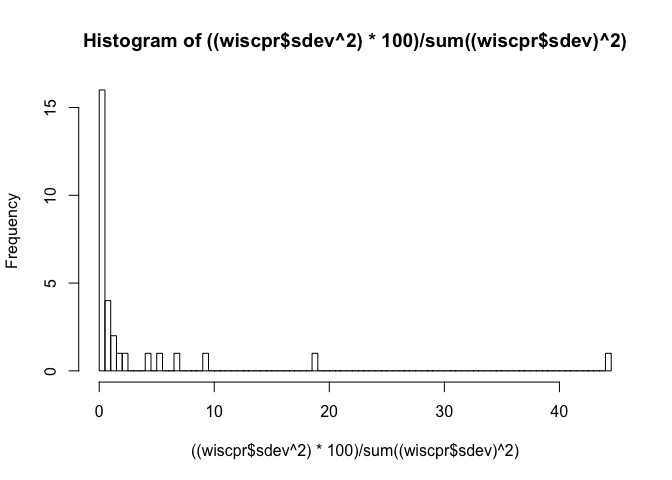 Histogram of ((wiscpr$sdev^2) * 100)/sum((wiscpr$sdev)^2)
Frequency
15
10
5
0
0 10 20 30 40
((wiscpr$sdev^2) * 100)/sum((wiscpr$sdev)^2)